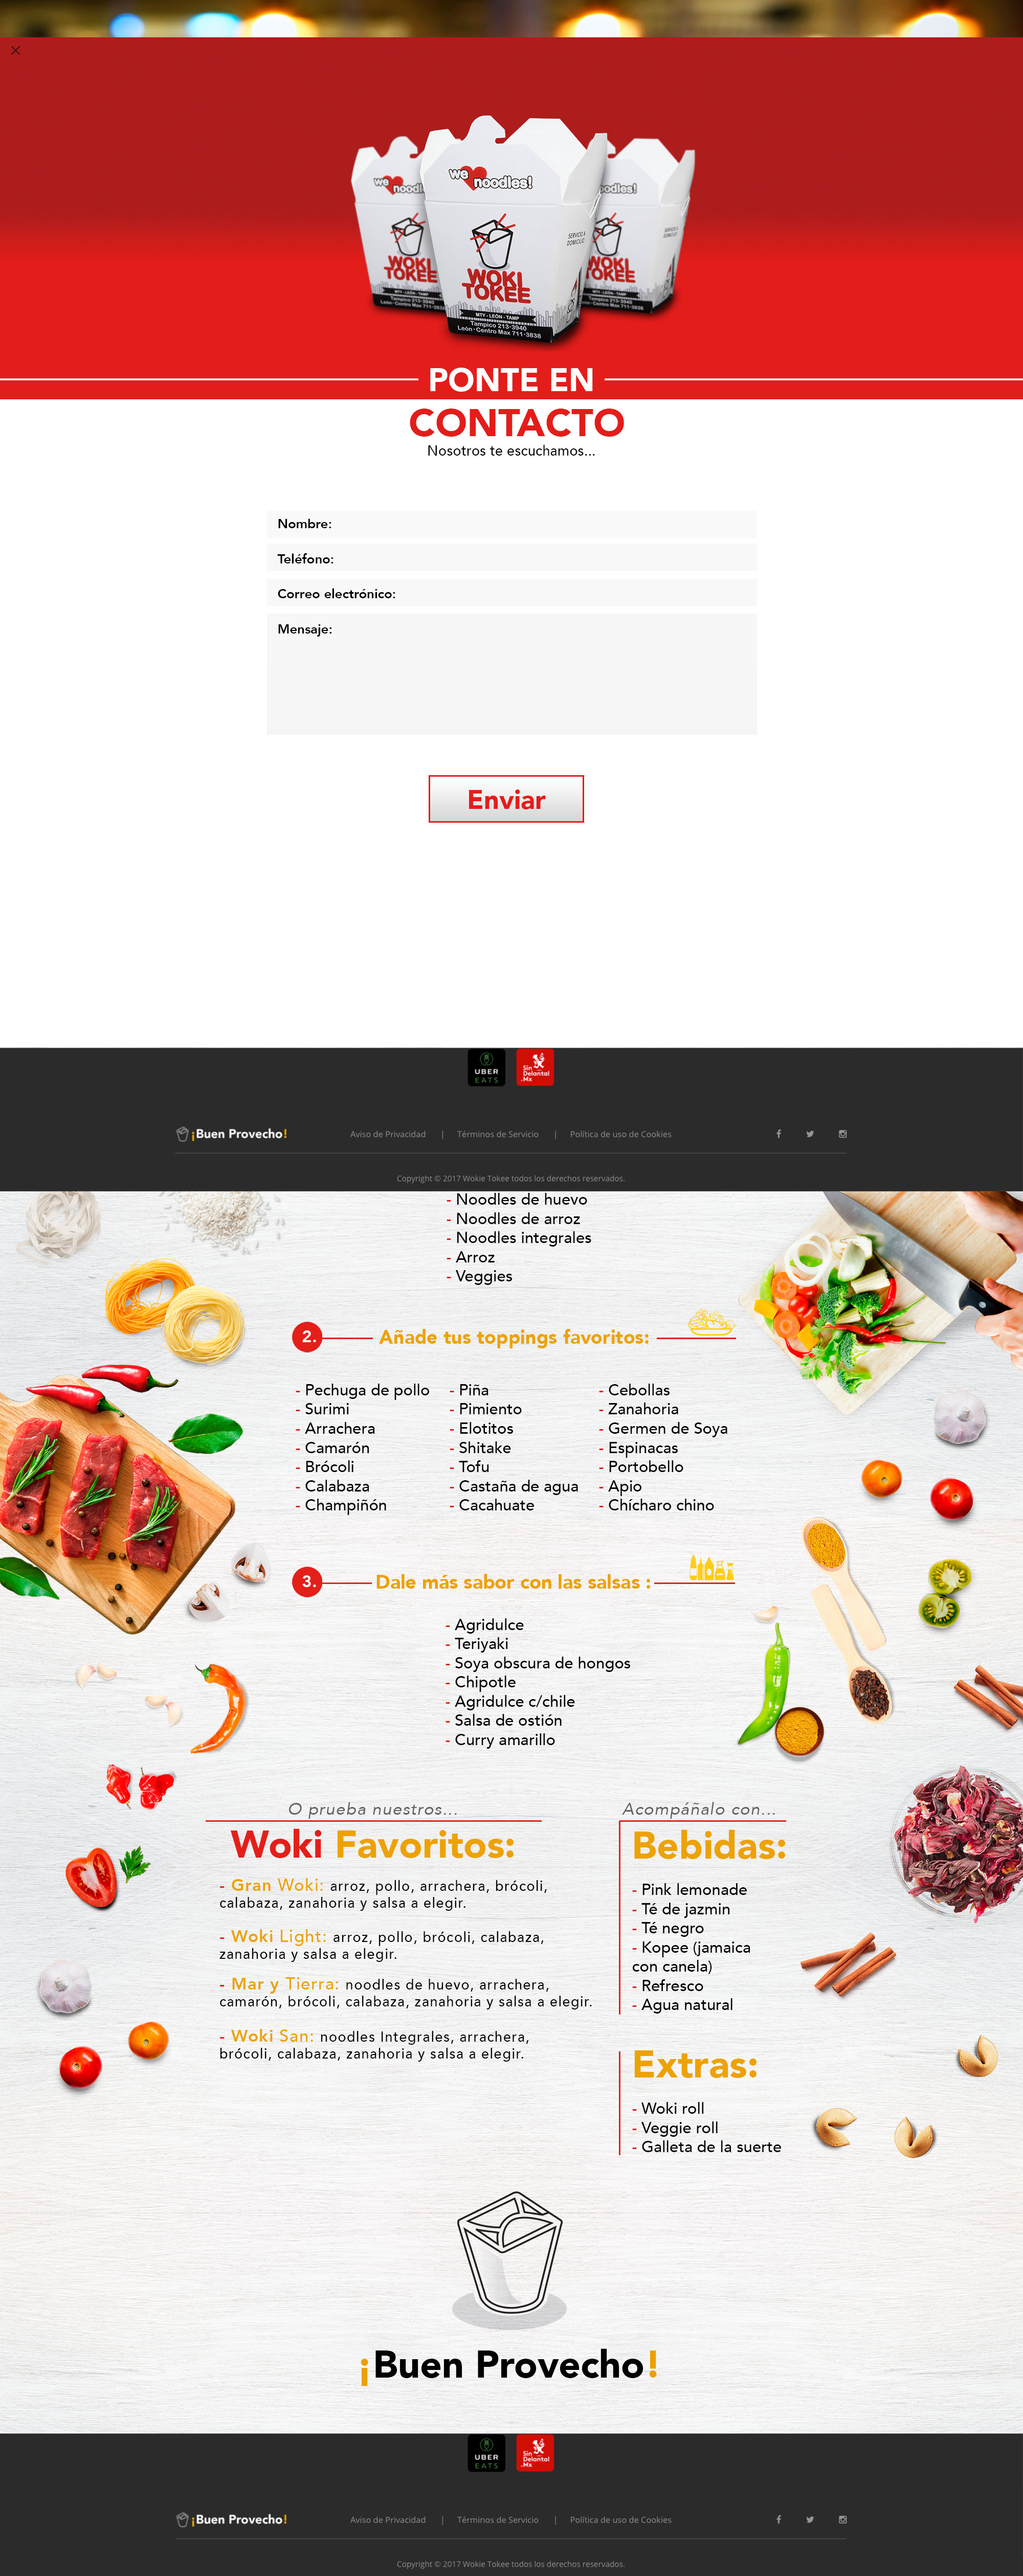 we noodles!
we noodles!
noodles!
SERVICIO A
DOMICILIO
WOKI
TOKEE
WOKI
TOKEE
WOKI
TOKEE
MTY - LEÓN - TAMP
Tampico 213•3940
León • Centro Max 711•3838
PONTE EN
CONTACTO
Nosotros te escuchamos...
Nombre:
Teléfono:
Correo electrónico:
Mensaje:
Enviar
UBER
EATS
Sin
Delantal
.Mx
¡Buen Provecho!
Aviso de Privacidad | Términos de Servicio | Política de uso de Cookies
Copyright © 2017 Wokie Tokee todos los derechos reservados.
- Noodles de huevo
- Noodles de arroz
- Noodles integrales
- Arroz
- Veggies
2. Añade tus toppings favoritos:
- Pechuga de pollo
- Surimi
- Arrachera
- Camarón
- Brócoli
- Calabaza
- Champiñón
- Piña
- Pimiento
- Elotitos
- Shitake
- Tofu
- Castaña de agua
- Cacahuate
- Cebollas
- Zanahoria
- Germen de Soya
- Espinacas
- Portobello
- Apio
- Chícharo chino
3. Dale más sabor con las salsas :
- Agridulce
- Teriyaki
- Soya obscura de hongos
- Chipotle
- Agridulce c/chile
- Salsa de ostión
- Curry amarillo
O prueba nuestros...
Woki Favoritos:
- Gran Woki: arroz, pollo, arrachera, brócoli,
calabaza, zanahoria y salsa a elegir.
- Woki Light: arroz, pollo, brócoli, calabaza,
zanahoria y salsa a elegir.
- Mar y Tierra: noodles de huevo, arrachera,
camarón, brócoli, calabaza, zanahoria y salsa a elegir.
- Woki San: noodles Integrales, arrachera,
brócoli, calabaza, zanahoria y salsa a elegir.
Acompáñalo con...
Bebidas:
- Pink lemonade
- Té de jazmin
- Té negro
- Kopee (jamaica
con canela)
- Refresco
- Agua natural
Extras:
- Woki roll
- Veggie roll
- Galleta de la suerte
¡Buen Provecho!
UBER
EATS
Sin
Delantal
.Mx
¡Buen Provecho!
Aviso de Privacidad | Términos de Servicio | Política de uso de Cookies
Copyright © 2017 Wokie Tokee todos los derechos reservados.